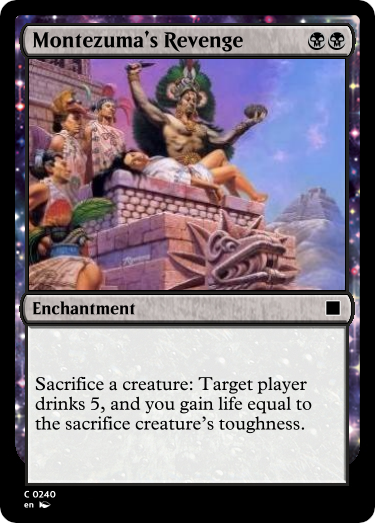 Montezuma's Revenge
Enchantment
Sacrifice a creature: Target player
drinks 5, and you gain life equal to
the sacrifice creature's toughness.
C 0240
en